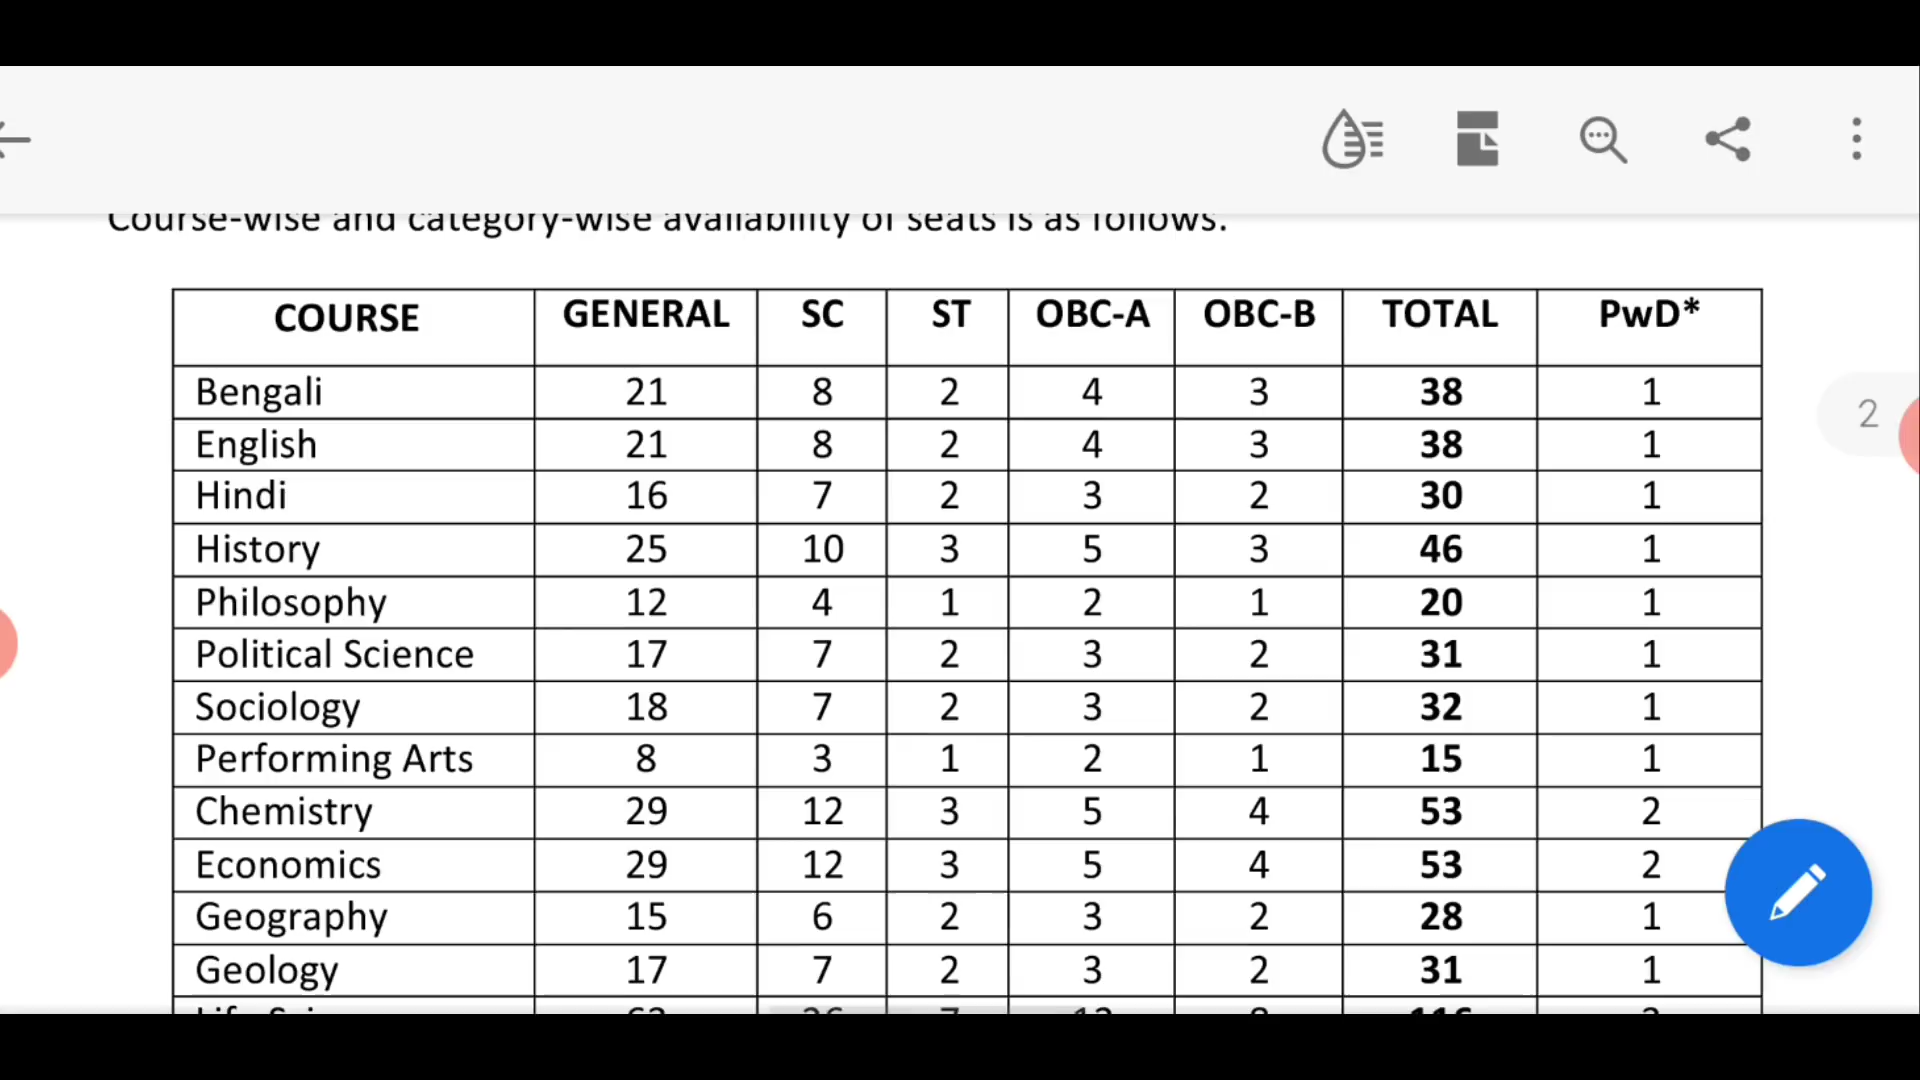 Course-wise and category-wise availability of seats is as follows.
COURSE GENERAL SC ST OBC-A OBC-B TOTAL PwD*
Bengali 21 8 2 4 3 38 1
English 21 8 2 4 3 38 1
2
Hindi 16 7 2 3 2 30 1
History 25 10 3 5 3 46 1
Philosophy 12 4 1 2 1 20 1
Political Science 17 7 2 3 2 31 1
Sociology 18 7 2 3 2 32 1
Performing Arts 8 3 1 2 1 15 1
Chemistry 29 12 3 5 4 53 2
Economics 29 12 3 5 4 53 2
Geography 15 6 2 3 2 28 1
Geology 17 7 2 3 2 31 1